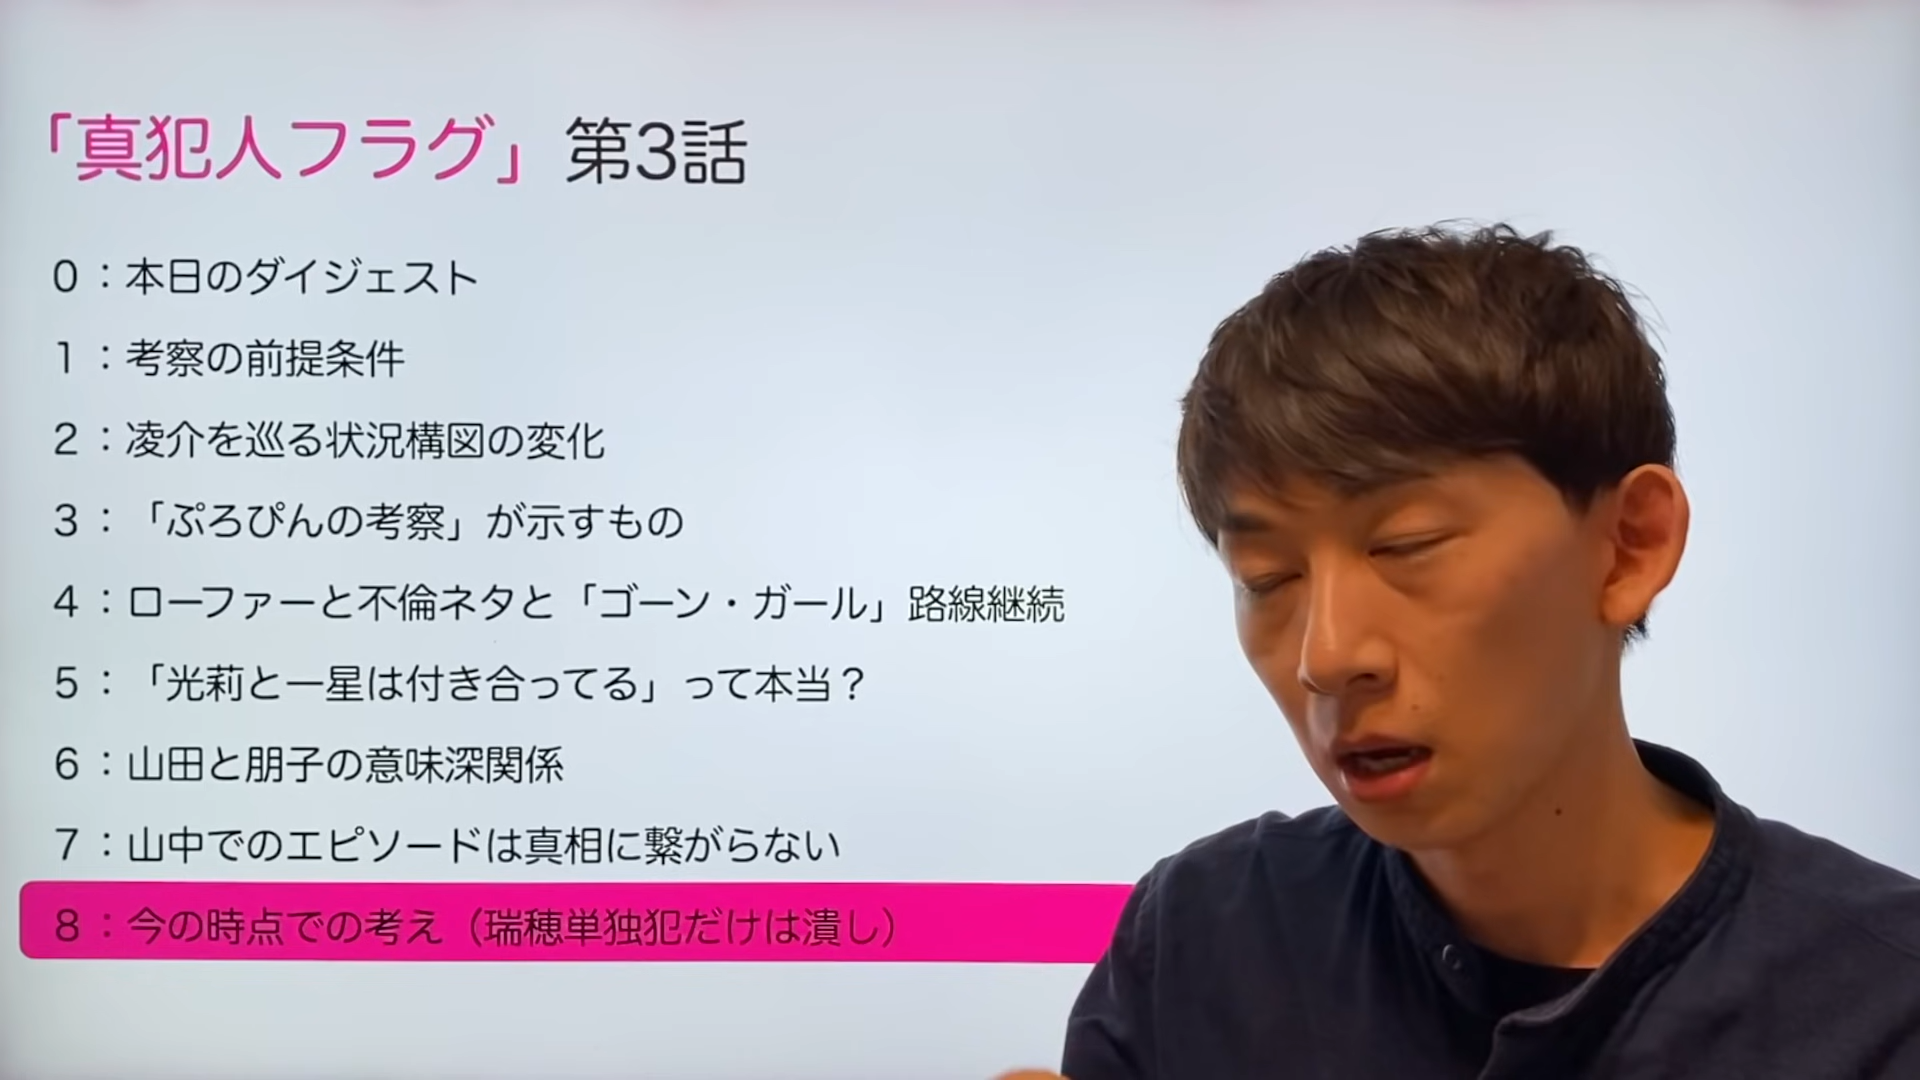 「真犯人フラグ」第3話
0：本日のダイジェスト
1：考察の前提条件
2：凌介を巡る状況構図の変化
3：「ぷろぴんの考察」が示すもの
4：ローファーと不倫ネタと「ゴーン・ガール」路線継続
5：「光莉と一星は付き合ってる」って本当？
6：山田と朋子の意味深関係
7：山中でのエピソードは真相に繋がらない
8：今の時点での考え（瑞穂単独犯だけは潰し）